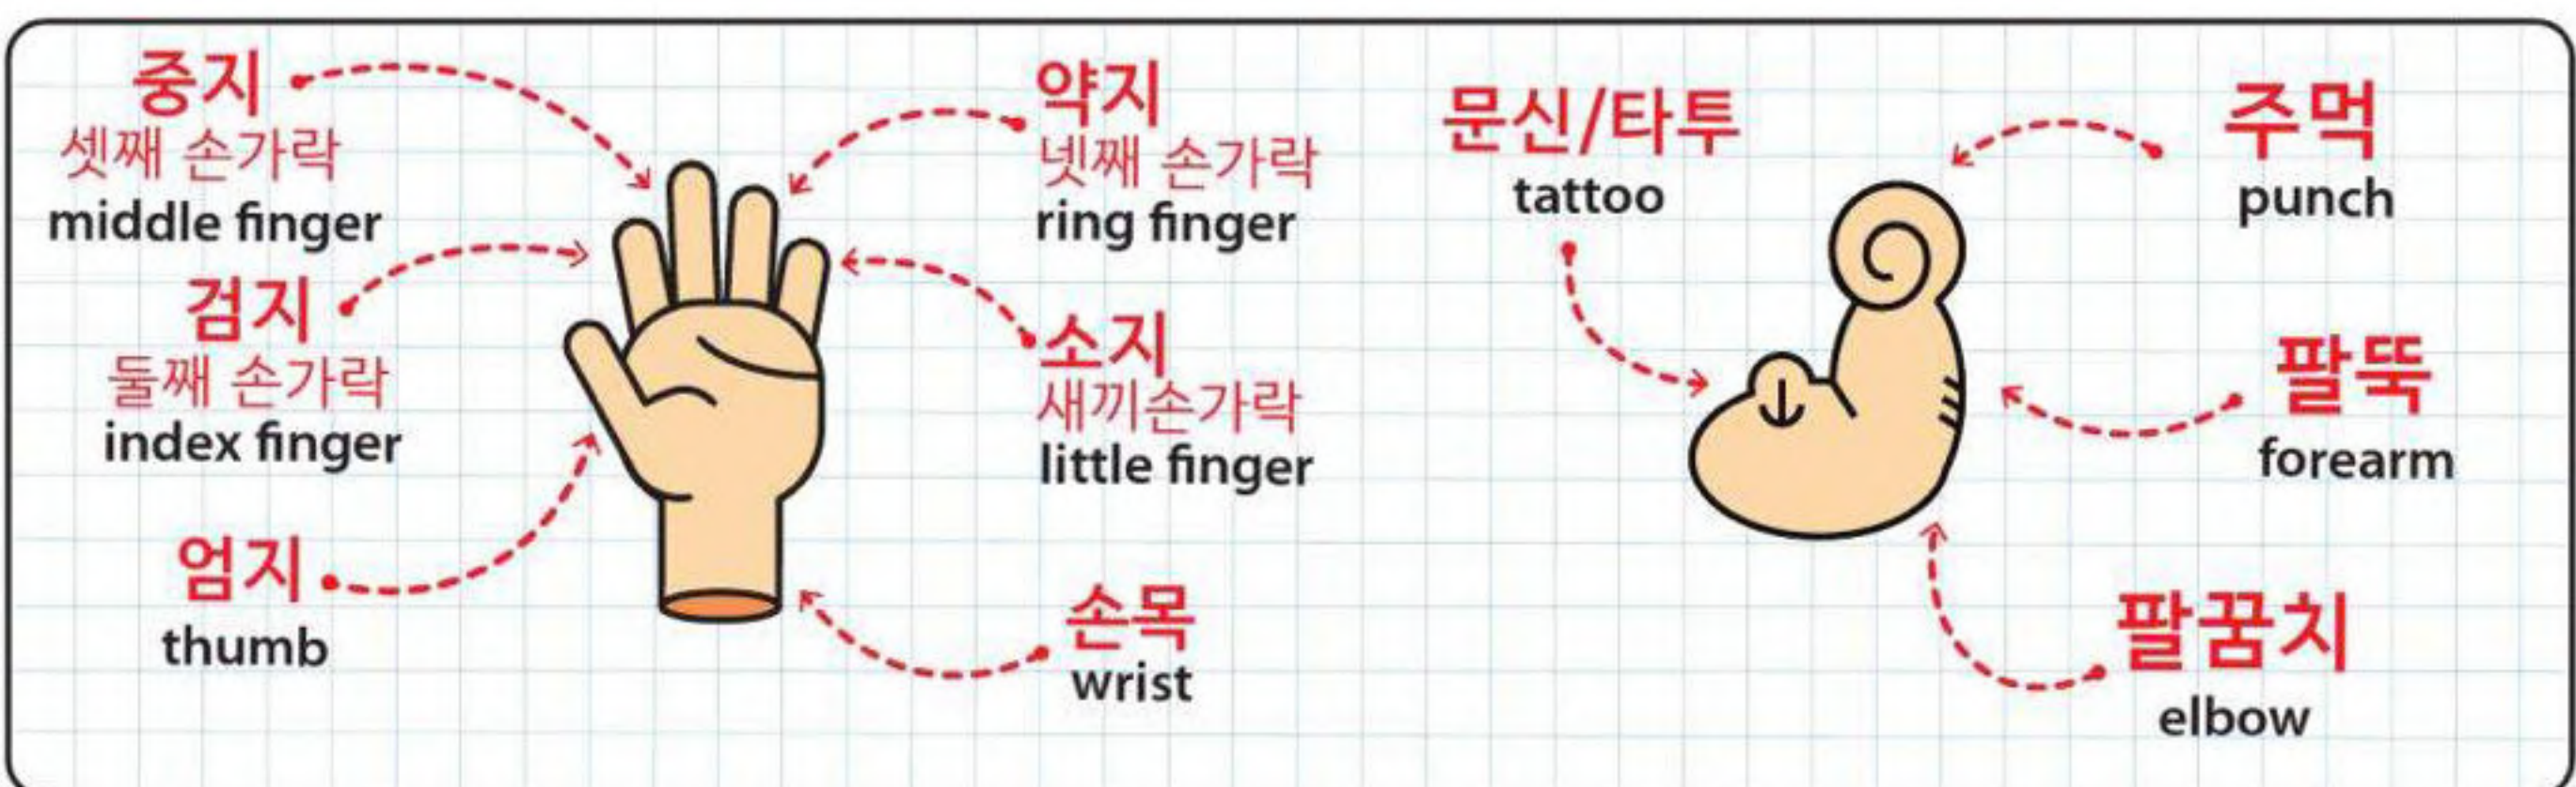 중지
셋째 손가락
middle finger
검지
둘째 손가락
index finger
엄지
thumb
약지
넷째 손가락
ring finger
소지
새끼손가락
little finger
손목
wrist
문신/타투
tattoo
주먹
punch
팔뚝
forearm
팔꿈치
elbow